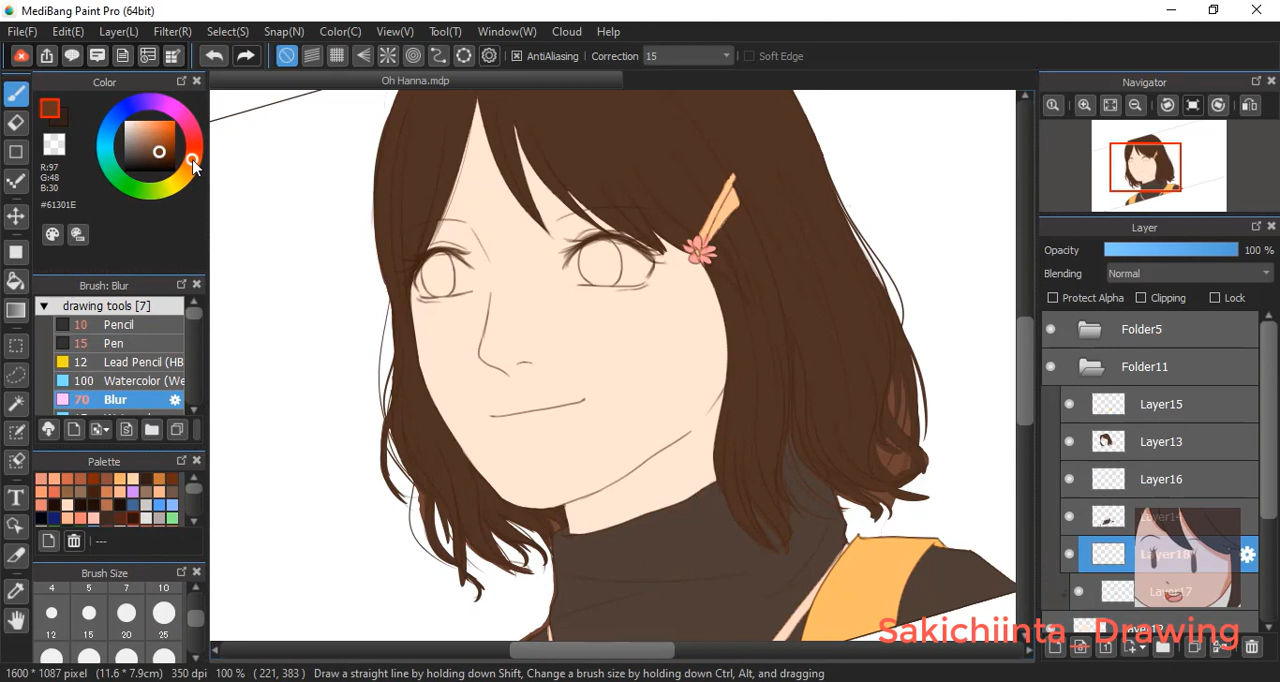 MediBang Paint Pro (64bit)
File(F) Edit(E) Layer(L) Filter(R) Select(S) Snap(N) Color(C) View(V) Tool(T) Window(W) Cloud Help
AntiAliasing Correction 15 Soft Edge
Color
Oh Hanna.mdp
Navigator
R:97
G:48
B:30
#61301E
Layer
Opacity 100 %
Blending Normal
Protect Alpha Clipping Lock
Brush: Blur
drawing tools [7]
10 Pencil
15 Pen
12 Lead Pencil (HB
100 Watercolor (We
70 Blur
Folder5
Folder11
Layer15
Layer13
Layer16
Layer18
Layer17
Palette
---
Brush Size
4 5 7 10
12 15 20 25
T
Sakichiinta_Drawing
1600 * 1087 pixel (11.6 * 7.9cm) 350 dpi 100 % ( 221, 383 ) Draw a straight line by holding down Shift, Change a brush size by holding down Ctrl, Alt, and dragging